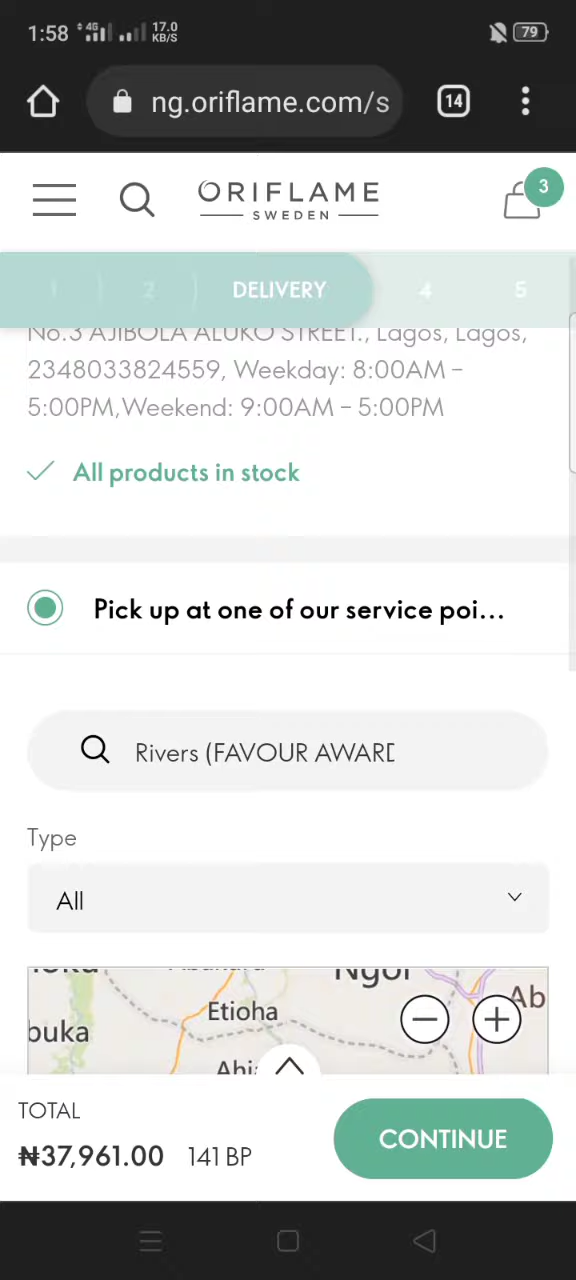 1:58 4G 17.0 KB/S 79
ng.oriflame.com/s 14
ORIFLAME
SWEDEN
3
1 2 DELIVERY 4 5
No.3 AJIBOLA ALUKO STREET., Lagos, Lagos,
2348033824559, Weekday: 8:00AM –
5:00PM,Weekend: 9:00AM – 5:00PM
All products in stock
Pick up at one of our service poi...
Rivers (FAVOUR AWARD
Type
All
Ngor
Etioha
Ab
buka
TOTAL
₦37,961.00 141 BP
CONTINUE